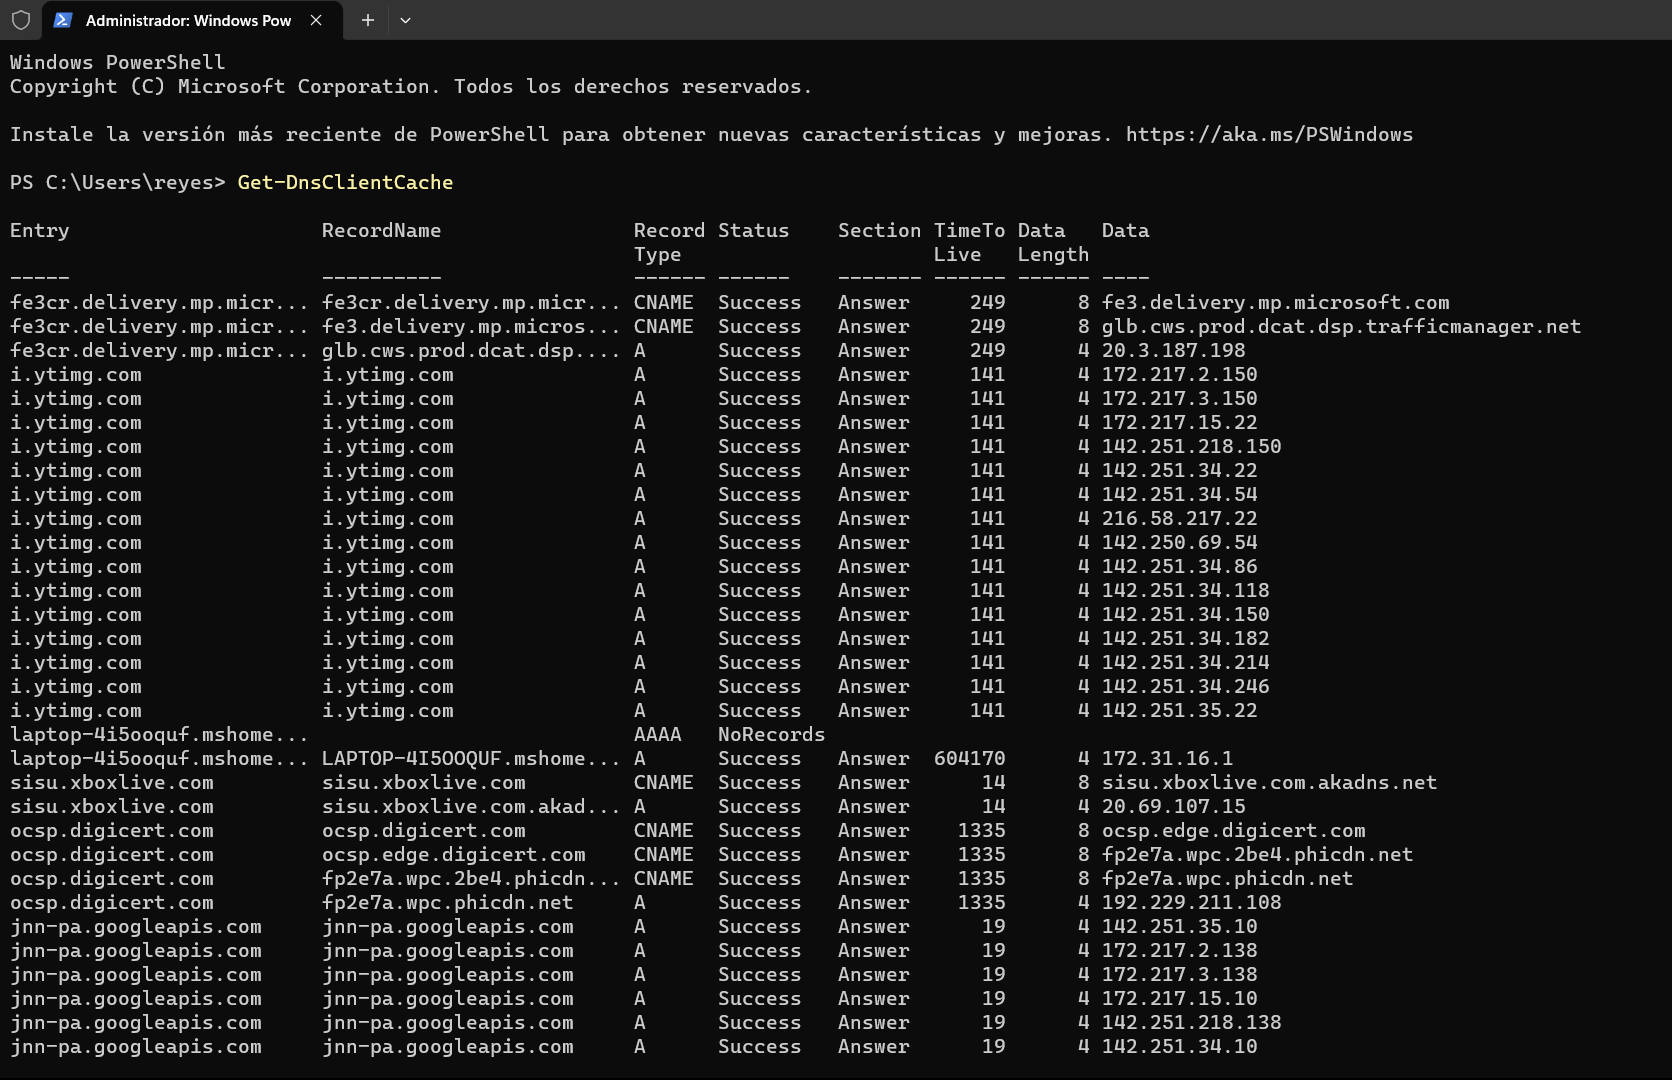 Administrador: Windows Pow
Windows PowerShell
Copyright (C) Microsoft Corporation. Todos los derechos reservados.
Instale la versión más reciente de PowerShell para obtener nuevas características y mejoras. https://aka.ms/PSWindows
PS C:\Users\reyes> Get-DnsClientCache
Entry RecordName Record Status Section TimeTo Data Data
Type Live Length
----- ---------- ------ ------ ------- ------ ------ ----
fe3cr.delivery.mp.micr... fe3cr.delivery.mp.micr... CNAME Success Answer 249 8 fe3.delivery.mp.microsoft.com
fe3cr.delivery.mp.micr... fe3.delivery.mp.micros... CNAME Success Answer 249 8 glb.cws.prod.dcat.dsp.trafficmanager.net
fe3cr.delivery.mp.micr... glb.cws.prod.dcat.dsp.... A Success Answer 249 4 20.3.187.198
i.ytimg.com i.ytimg.com A Success Answer 141 4 172.217.2.150
i.ytimg.com i.ytimg.com A Success Answer 141 4 172.217.3.150
i.ytimg.com i.ytimg.com A Success Answer 141 4 172.217.15.22
i.ytimg.com i.ytimg.com A Success Answer 141 4 142.251.218.150
i.ytimg.com i.ytimg.com A Success Answer 141 4 142.251.34.22
i.ytimg.com i.ytimg.com A Success Answer 141 4 142.251.34.54
i.ytimg.com i.ytimg.com A Success Answer 141 4 216.58.217.22
i.ytimg.com i.ytimg.com A Success Answer 141 4 142.250.69.54
i.ytimg.com i.ytimg.com A Success Answer 141 4 142.251.34.86
i.ytimg.com i.ytimg.com A Success Answer 141 4 142.251.34.118
i.ytimg.com i.ytimg.com A Success Answer 141 4 142.251.34.150
i.ytimg.com i.ytimg.com A Success Answer 141 4 142.251.34.182
i.ytimg.com i.ytimg.com A Success Answer 141 4 142.251.34.214
i.ytimg.com i.ytimg.com A Success Answer 141 4 142.251.34.246
i.ytimg.com i.ytimg.com A Success Answer 141 4 142.251.35.22
laptop-4i5ooquf.mshome... AAAA NoRecords
laptop-4i5ooquf.mshome... LAPTOP-4I5OOQUF.mshome... A Success Answer 604170 4 172.31.16.1
sisu.xboxlive.com sisu.xboxlive.com CNAME Success Answer 14 8 sisu.xboxlive.com.akadns.net
sisu.xboxlive.com sisu.xboxlive.com.akad... A Success Answer 14 4 20.69.107.15
ocsp.digicert.com ocsp.digicert.com CNAME Success Answer 1335 8 ocsp.edge.digicert.com
ocsp.digicert.com ocsp.edge.digicert.com CNAME Success Answer 1335 8 fp2e7a.wpc.2be4.phicdn.net
ocsp.digicert.com fp2e7a.wpc.2be4.phicdn... CNAME Success Answer 1335 8 fp2e7a.wpc.phicdn.net
ocsp.digicert.com fp2e7a.wpc.phicdn.net A Success Answer 1335 4 192.229.211.108
jnn-pa.googleapis.com jnn-pa.googleapis.com A Success Answer 19 4 142.251.35.10
jnn-pa.googleapis.com jnn-pa.googleapis.com A Success Answer 19 4 172.217.2.138
jnn-pa.googleapis.com jnn-pa.googleapis.com A Success Answer 19 4 172.217.3.138
jnn-pa.googleapis.com jnn-pa.googleapis.com A Success Answer 19 4 172.217.15.10
jnn-pa.googleapis.com jnn-pa.googleapis.com A Success Answer 19 4 142.251.218.138
jnn-pa.googleapis.com jnn-pa.googleapis.com A Success Answer 19 4 142.251.34.10